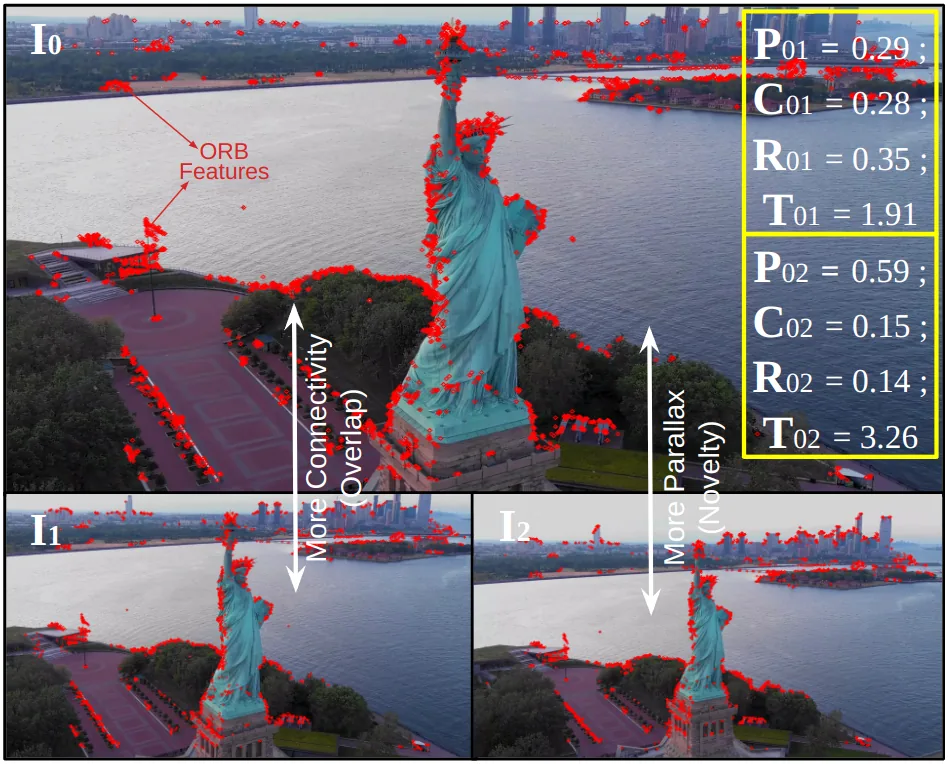 I0
P01 = 0.29 ;
C01 = 0.28 ;
R01 = 0.35 ;
T01 = 1.91
P02 = 0.59 ;
C02 = 0.15 ;
R02 = 0.14 ;
T02 = 3.26
ORB
Features
More Connectivity
(Overlap)
More Parallax
(Novelty)
I1
I2